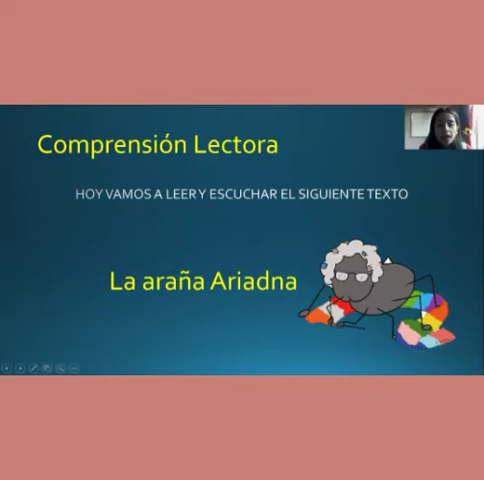 Comprensión Lectora
HOY VAMOS A LEER Y ESCUCHAR EL SIGUIENTE TEXTO
La araña Ariadna